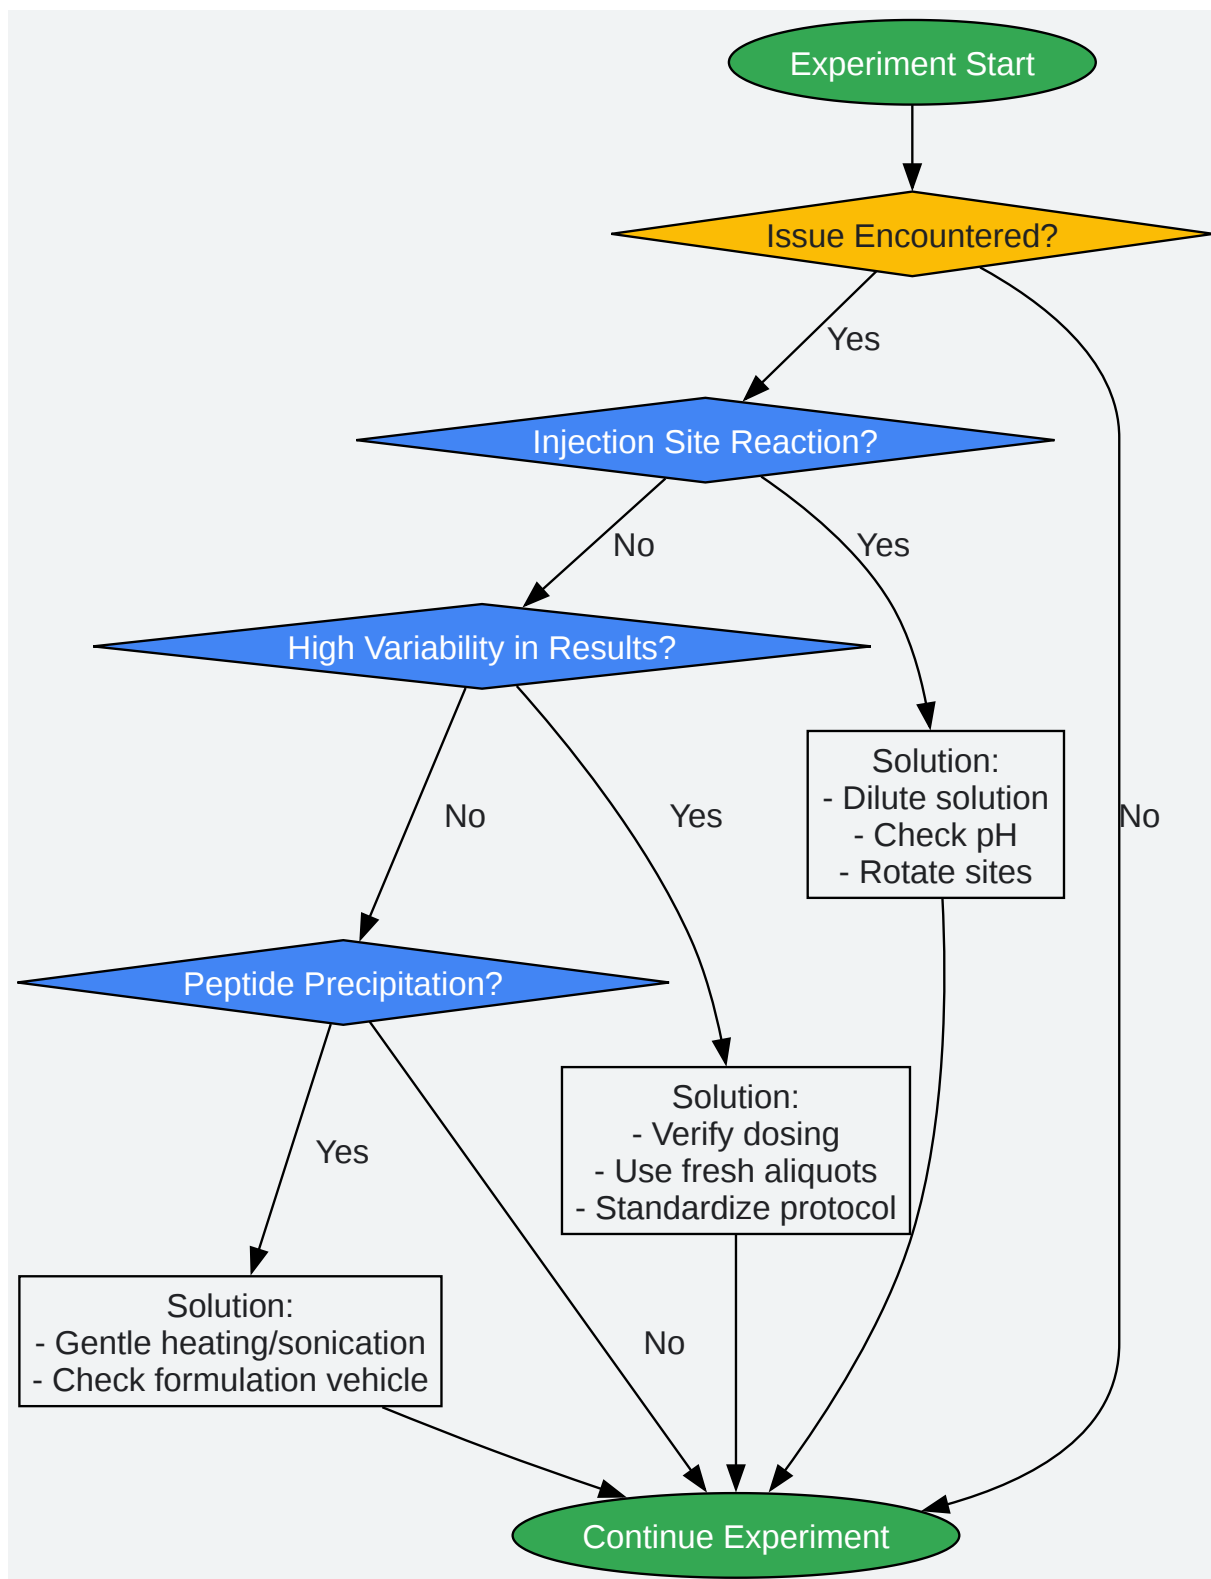 Experiment Start
Issue Encountered?
Yes
Injection Site Reaction?
No
Yes
High Variability in Results?
Solution:
- Dilute solution
- Check pH
- Rotate sites
No
Yes
No
Peptide Precipitation?
Solution:
- Verify dosing
- Use fresh aliquots
- Standardize protocol
Yes
Solution:
- Gentle heating/sonication
- Check formulation vehicle
No
Continue Experiment